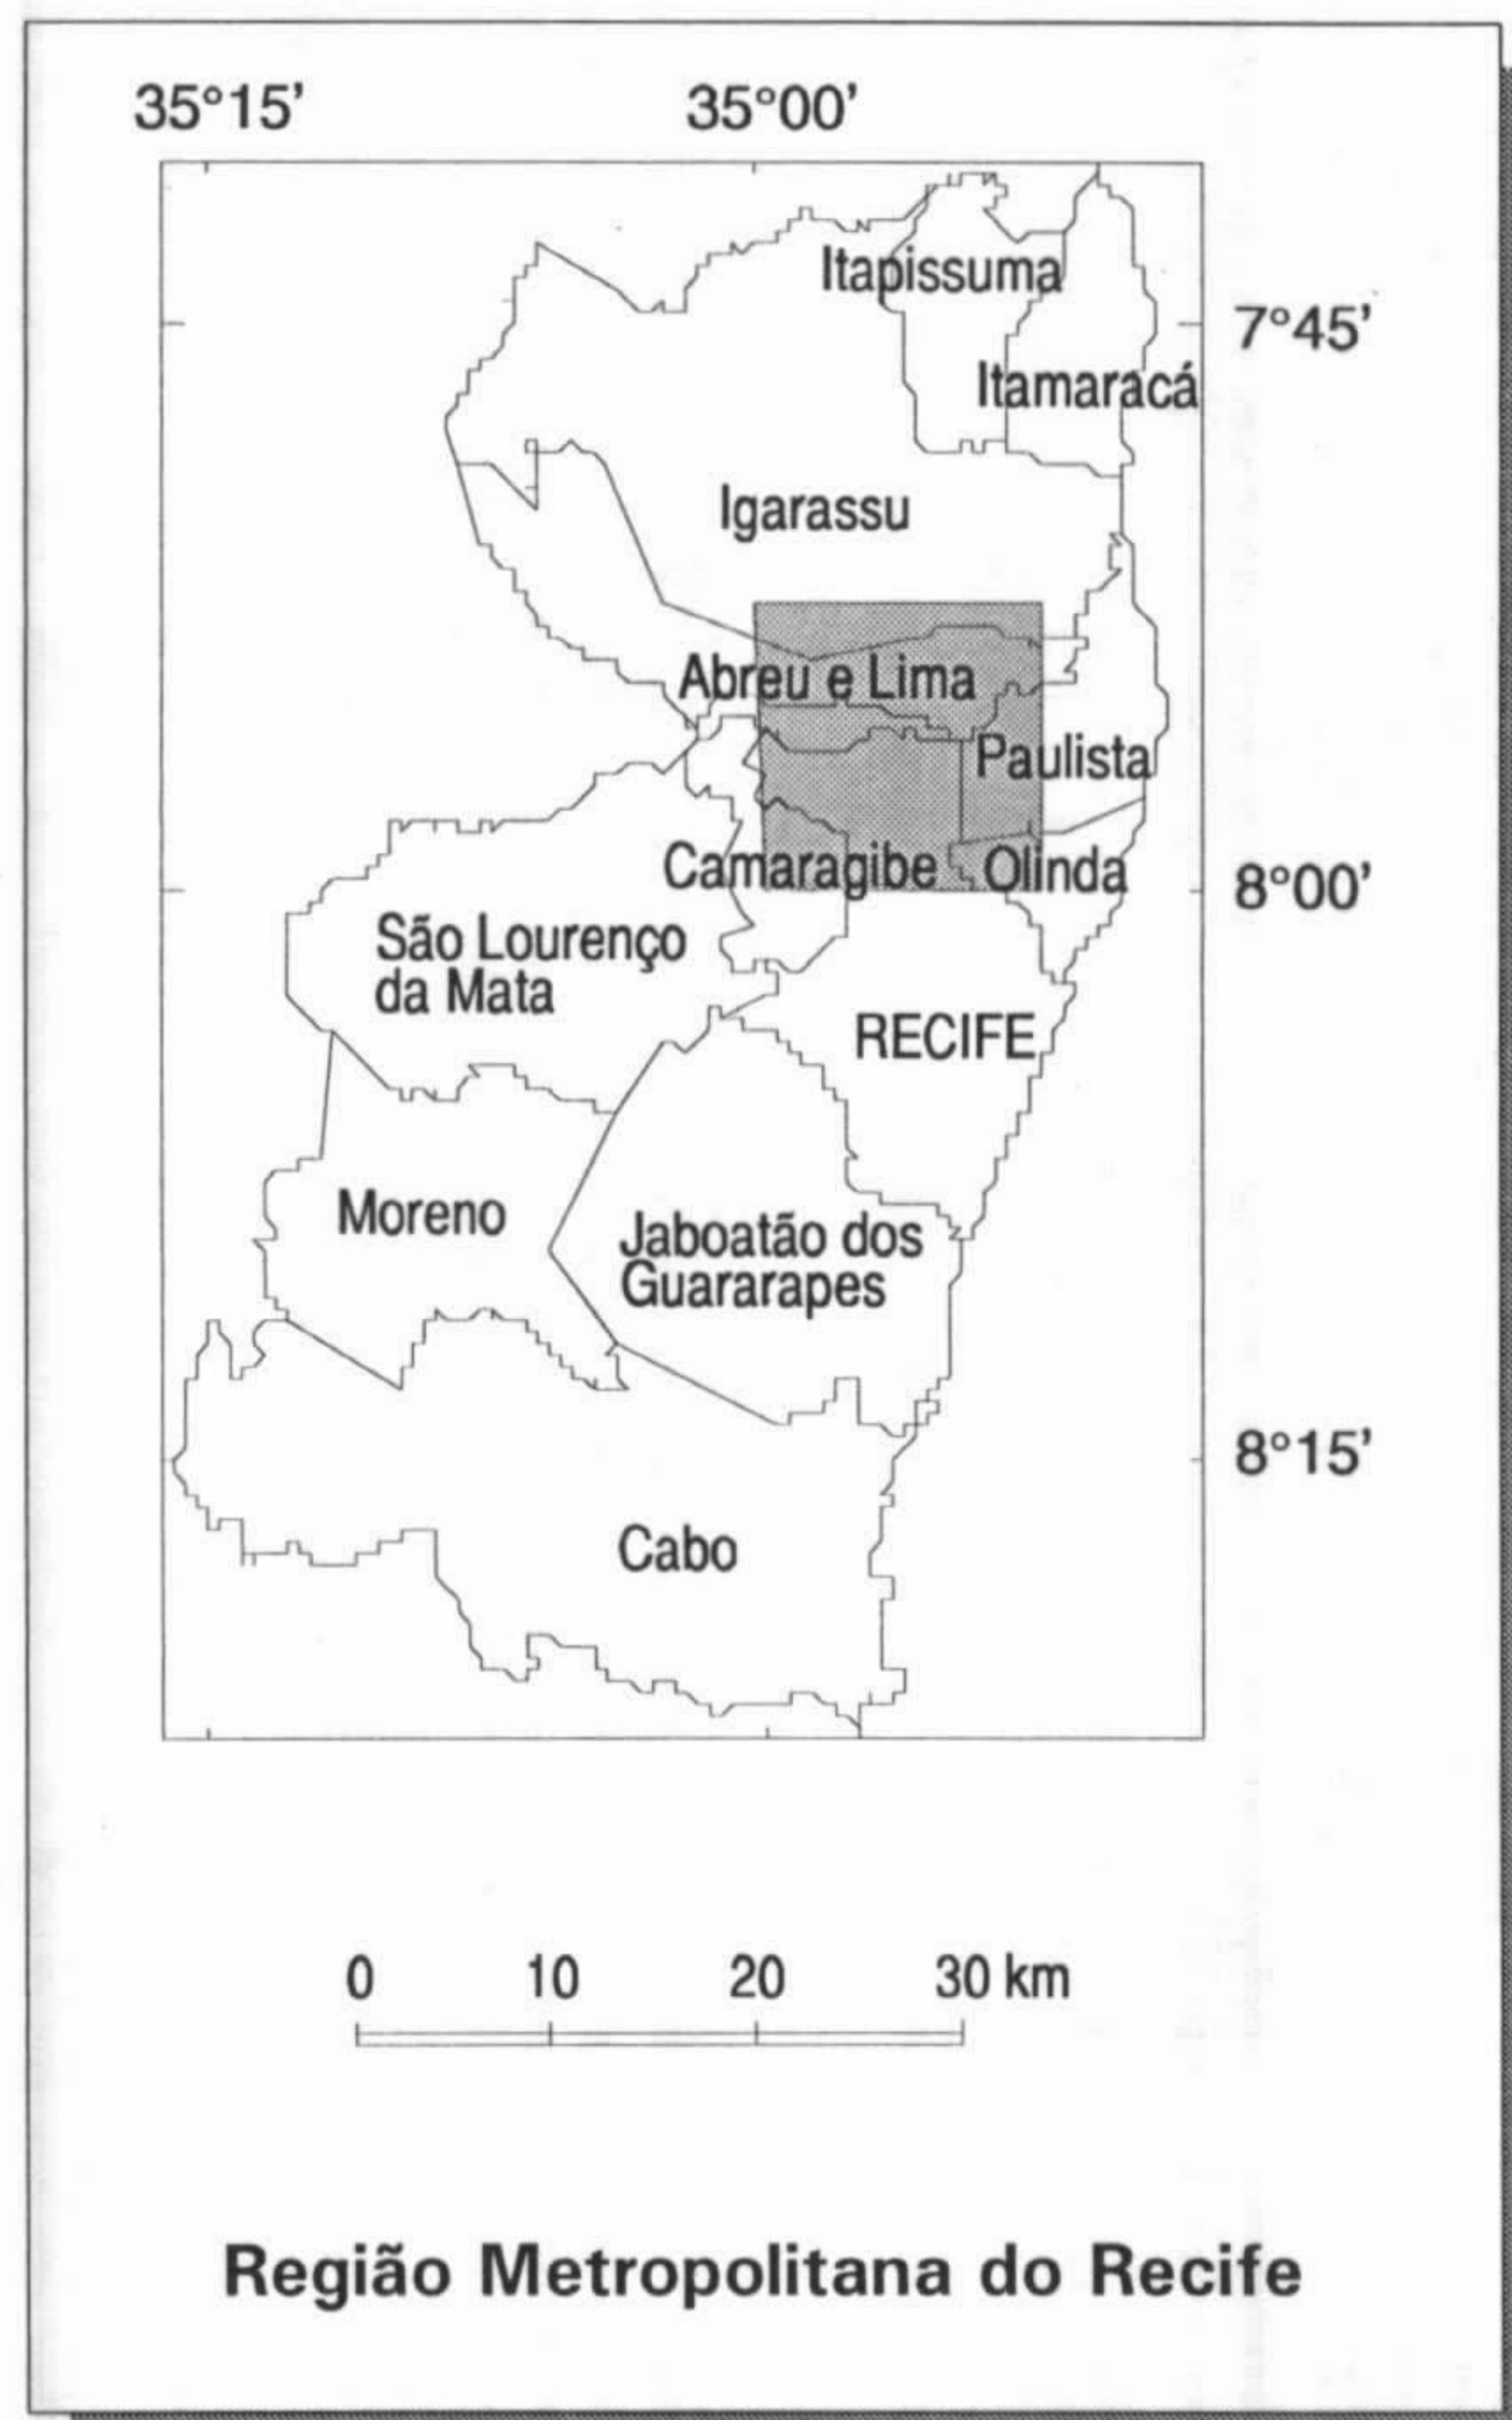 35°15' 35°00'
Itapissuma
7°45'
Itamaracá
Igarassu
Abreu e Lima
Paulista
Camaragibe Olinda
8°00'
São Lourenço
da Mata
RECIFE
Moreno
Jaboatão dos
Guararapes
8°15'
Cabo
0 10 20 30 km
Região Metropolitana do Recife